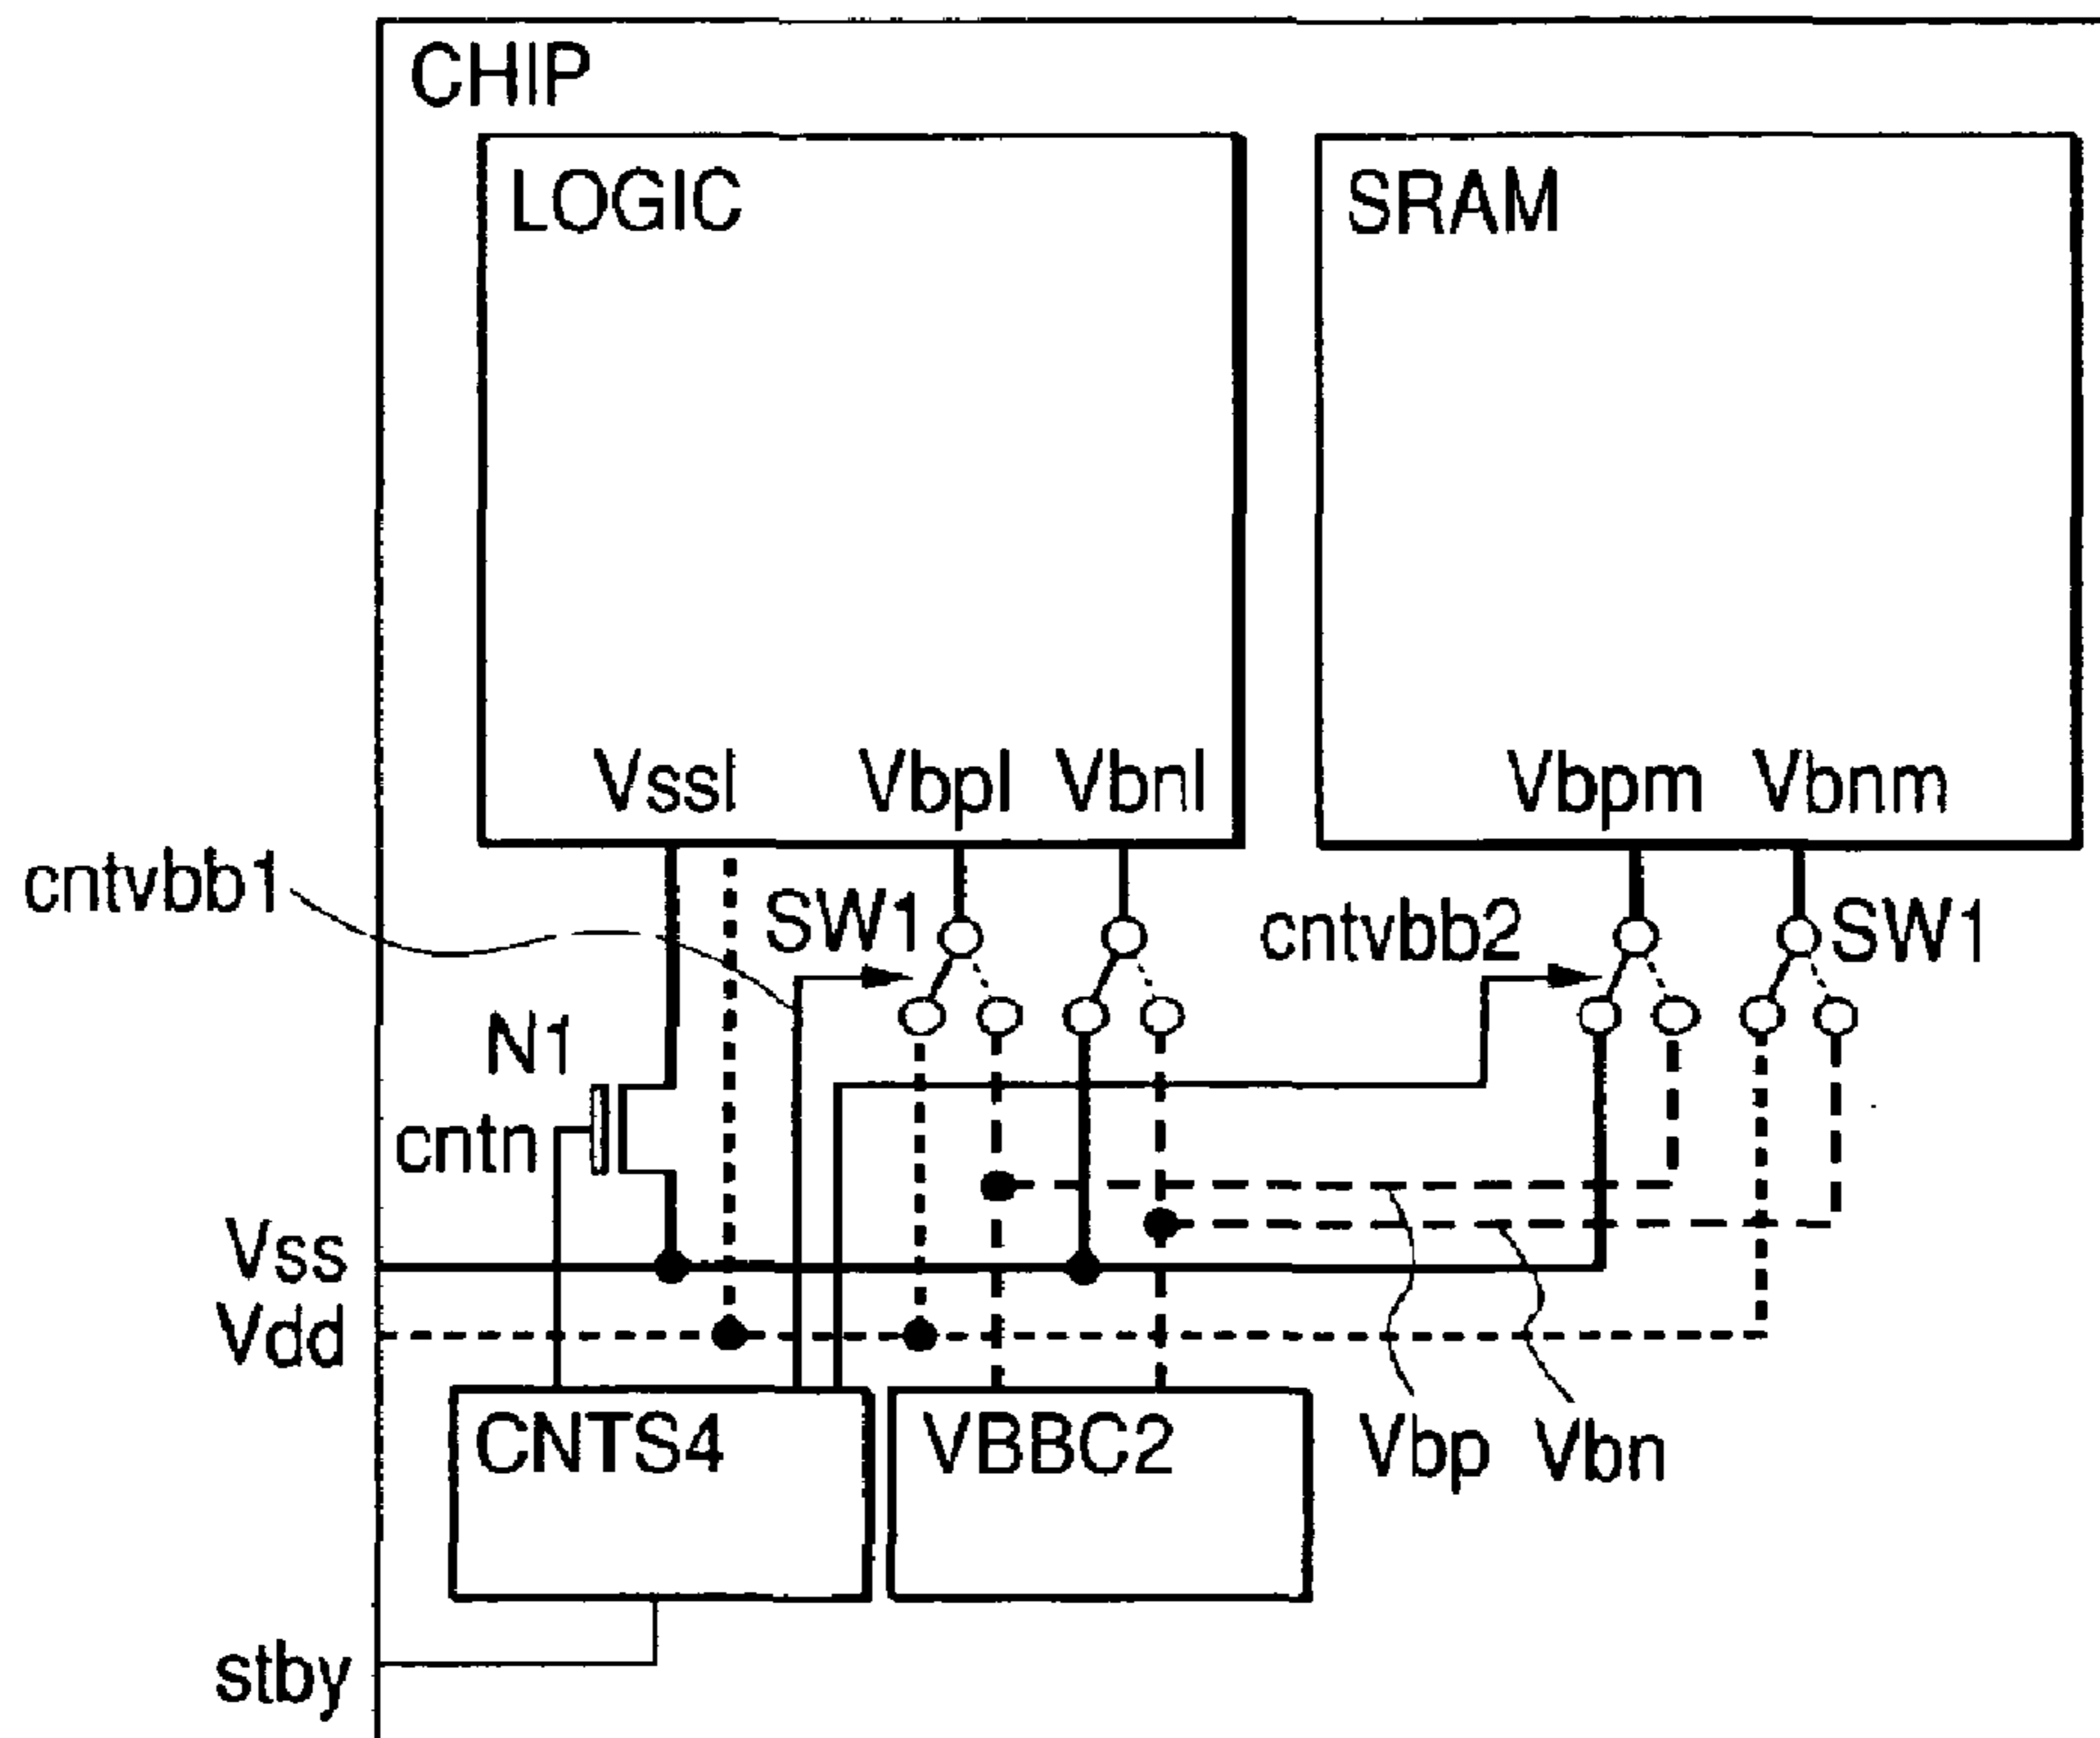 CHIP
LOGIC
SRAM
Vssl
Vbpl
Vbnl
Vbpm
Vbnm
cntvbb1
SW1
cntvbb2
SW1
N1
cntn
Vss
Vdd
CNTS4
VBBC2
Vbp
Vbn
stby